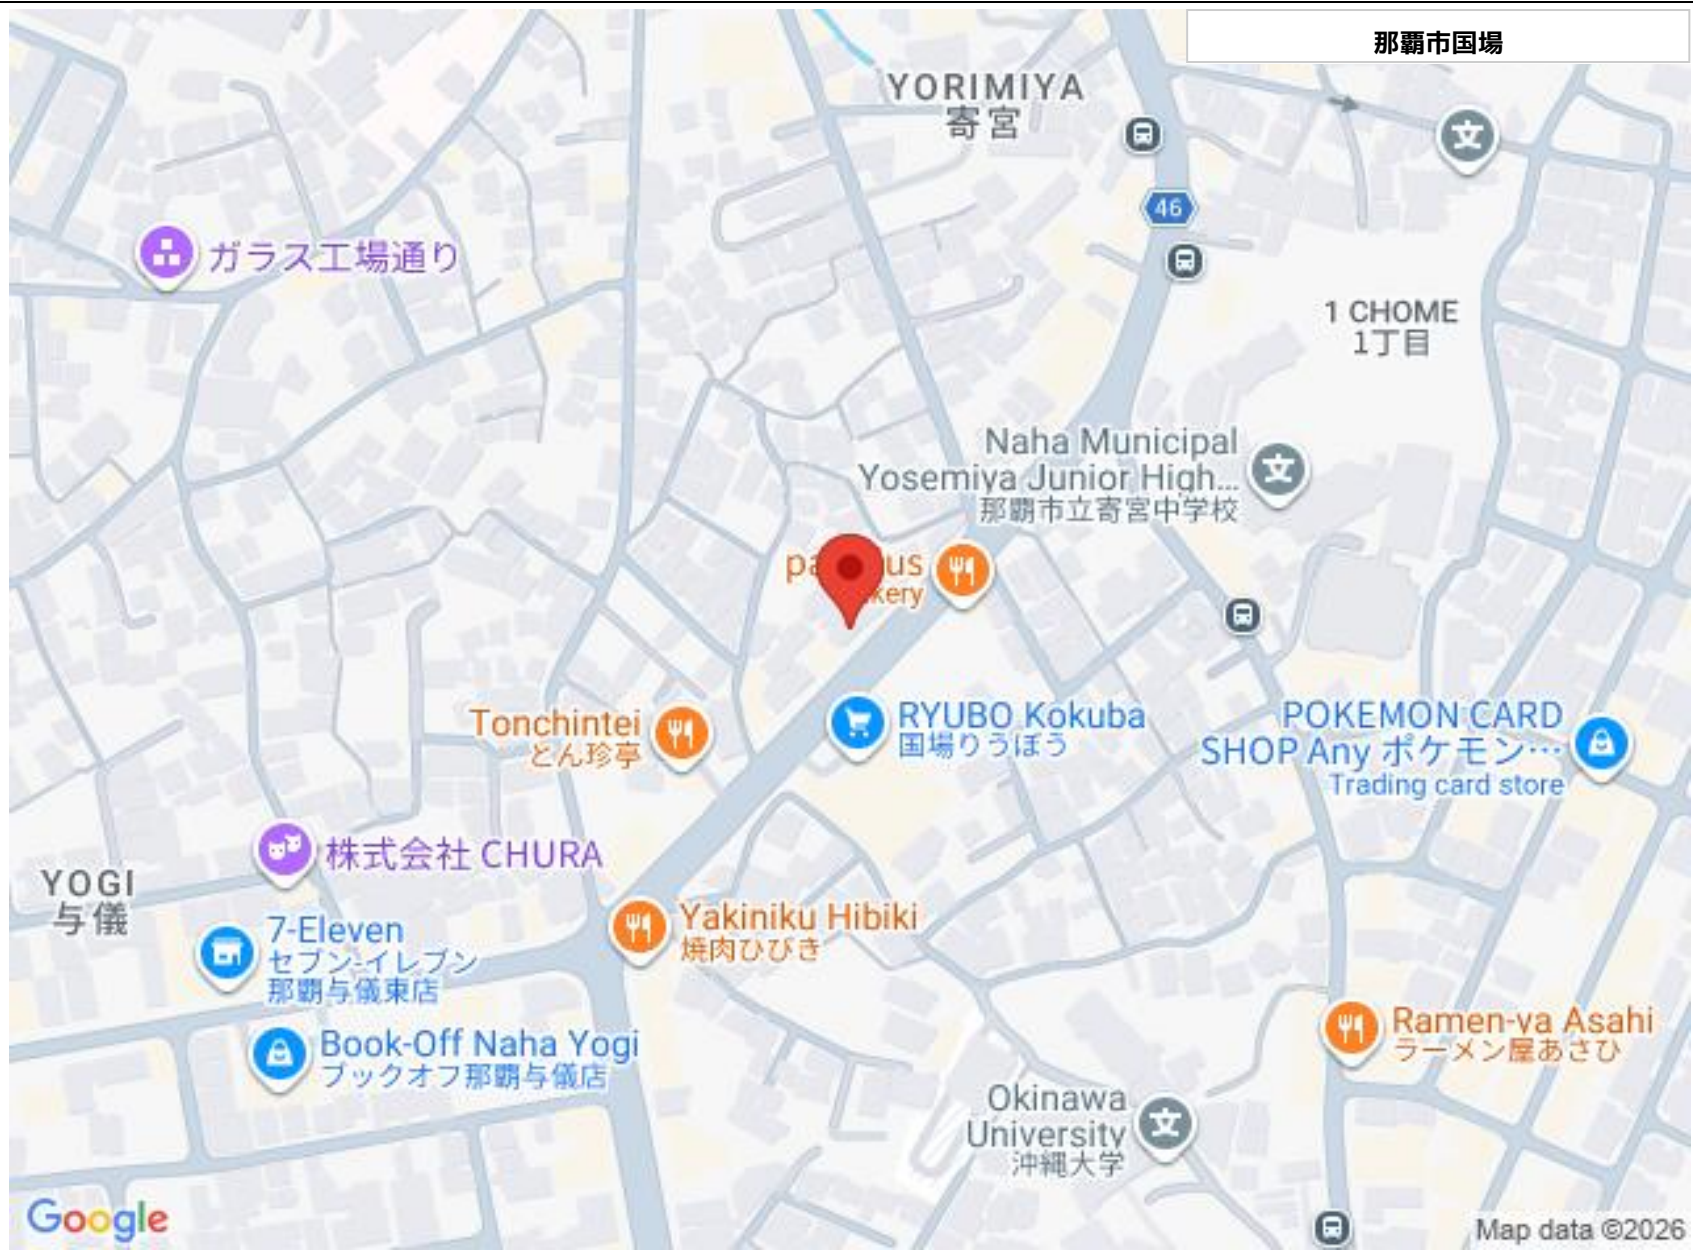 那覇市国場
YORIMIYA
寄宮
46
文
ガラス工場通り
1 CHOME
1丁目
Naha Municipal
Yosemiya Junior High...
那覇市立寄宮中学校
文
Tonchintei
とん珍亭
RYUBO Kokuba
国場りうぼう
POKEMON CARD
SHOP Any ポケモン…
Trading card store
株式会社 CHURA
YOGI
与儀
7-Eleven
セブン-イレブン
那覇与儀東店
Yakiniku Hibiki
焼肉ひびき
Book-Off Naha Yogi
ブックオフ那覇与儀店
Ramen-ya Asahi
ラーメン屋あさひ
Okinawa
University
沖縄大学
文
Google
Map data ©2026